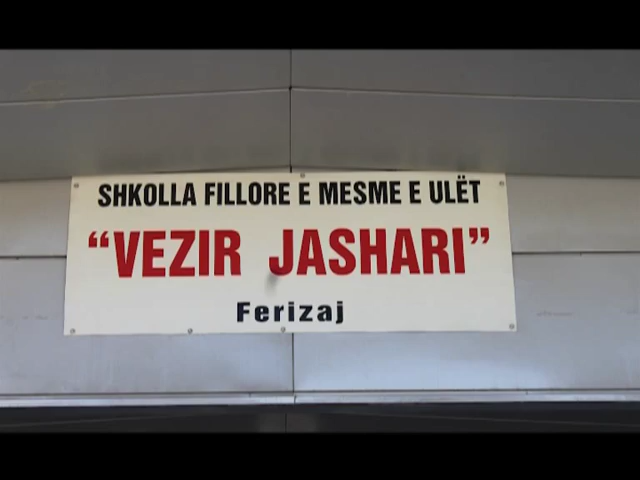 SHKOLLA FILLORE E MESME E ULËT
“VEZIR JASHARI”
Ferizaj